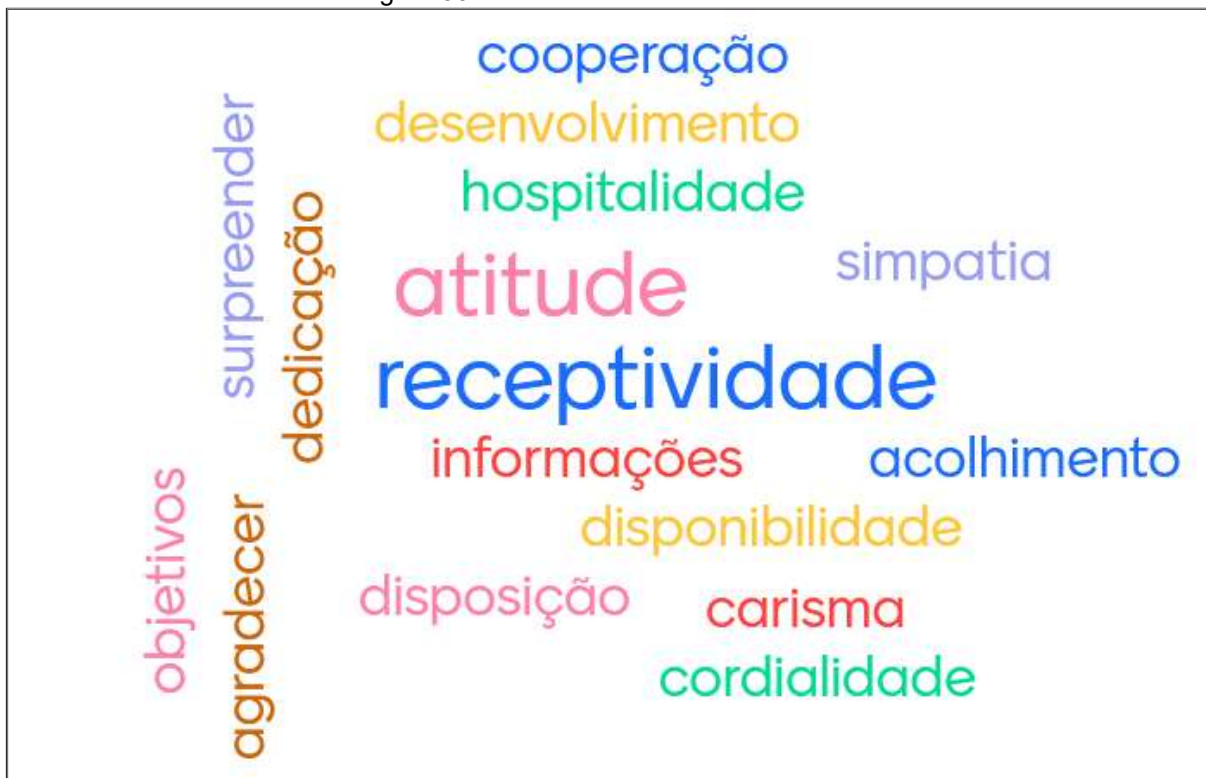 cooperação
desenvolvimento
hospitalidade
surpreender
dedicação
atitude
simpatia
receptividade
informações
acolhimento
objetivos
agradecer
disponibilidade
disposição
carisma
cordialidade